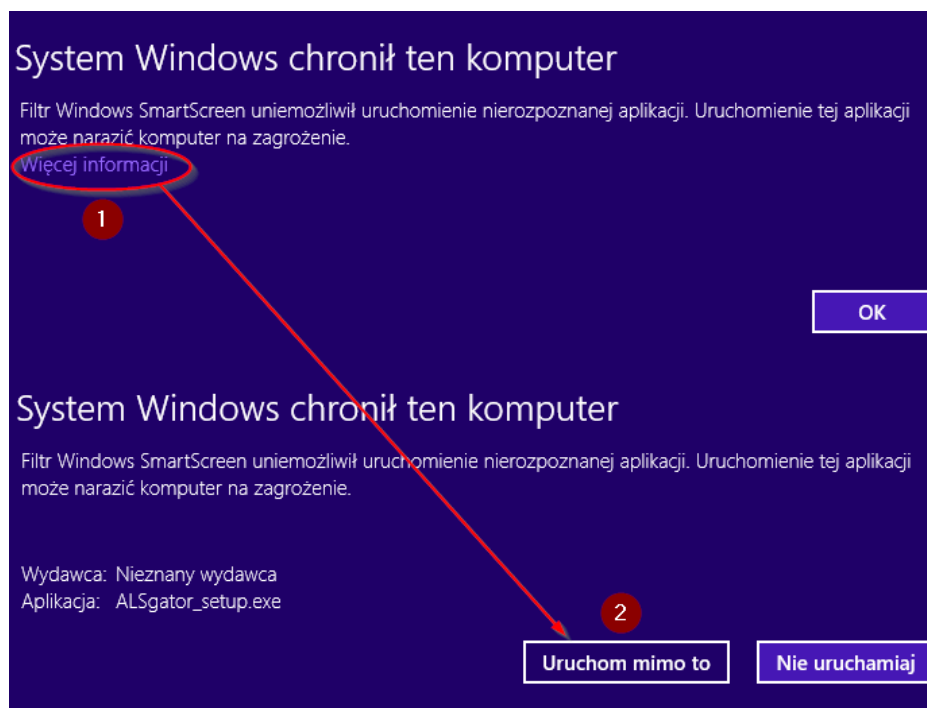 System Windows chronił ten komputer
Filtr Windows SmartScreen uniemożliwił uruchomienie nierozpoznanej aplikacji. Uruchomienie tej aplikacji
może narazić komputer na zagrożenie.
Więcej informacji
1
OK
System Windows chronił ten komputer
Filtr Windows SmartScreen uniemożliwił uruchomienie nierozpoznanej aplikacji. Uruchomienie tej aplikacji
może narazić komputer na zagrożenie.
Wydawca: Nieznany wydawca
Aplikacja: ALSgator_setup.exe
2
Uruchom mimo to
Nie uruchamiaj